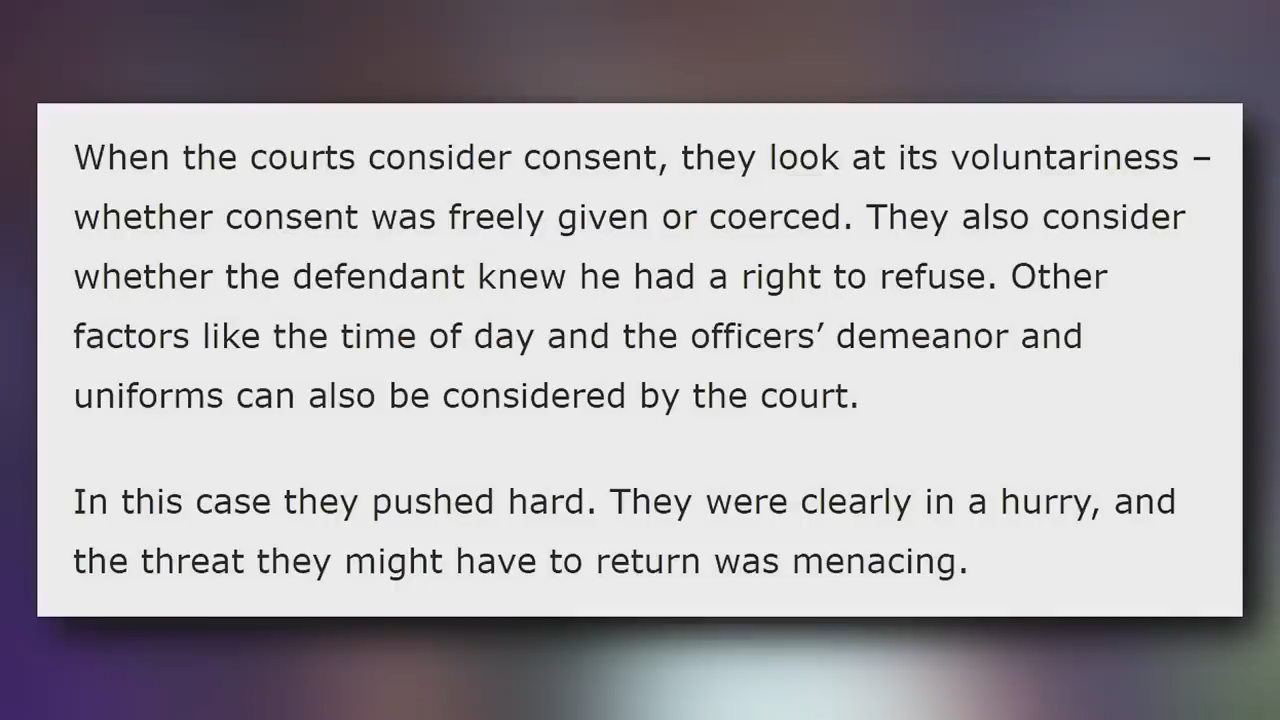 When the courts consider consent, they look at its voluntariness –
whether consent was freely given or coerced. They also consider
whether the defendant knew he had a right to refuse. Other
factors like the time of day and the officers’ demeanor and
uniforms can also be considered by the court.
In this case they pushed hard. They were clearly in a hurry, and
the threat they might have to return was menacing.